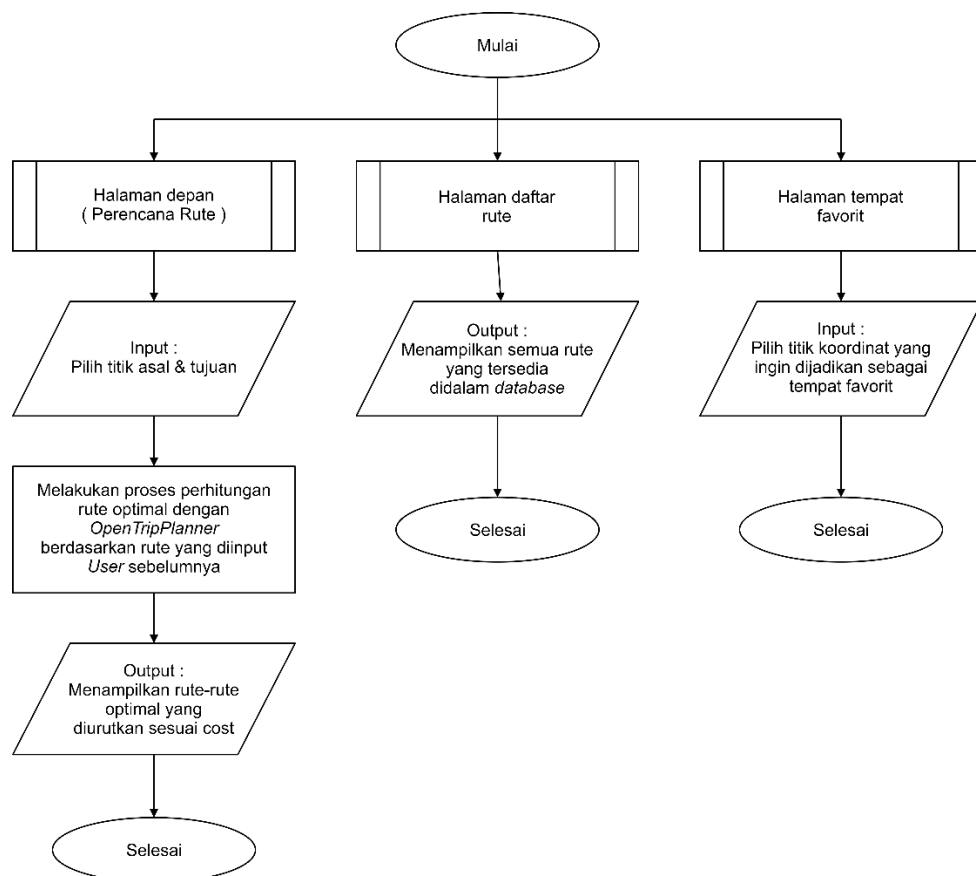 Mulai
Halaman depan
( Perencana Rute )
Halaman daftar
rute
Halaman tempat
favorit
Input :
Pilih titik asal & tujuan
Output :
Menampilkan semua rute
yang tersedia
didalam database
Input :
Pilih titik koordinat yang
ingin dijadikan sebagai
tempat favorit
Melakukan proses perhitungan
rute optimal dengan
OpenTripPlanner
berdasarkan rute yang diinput
User sebelumnya
Selesai
Selesai
Output :
Menampilkan rute-rute
optimal yang
diurutkan sesuai cost
Selesai